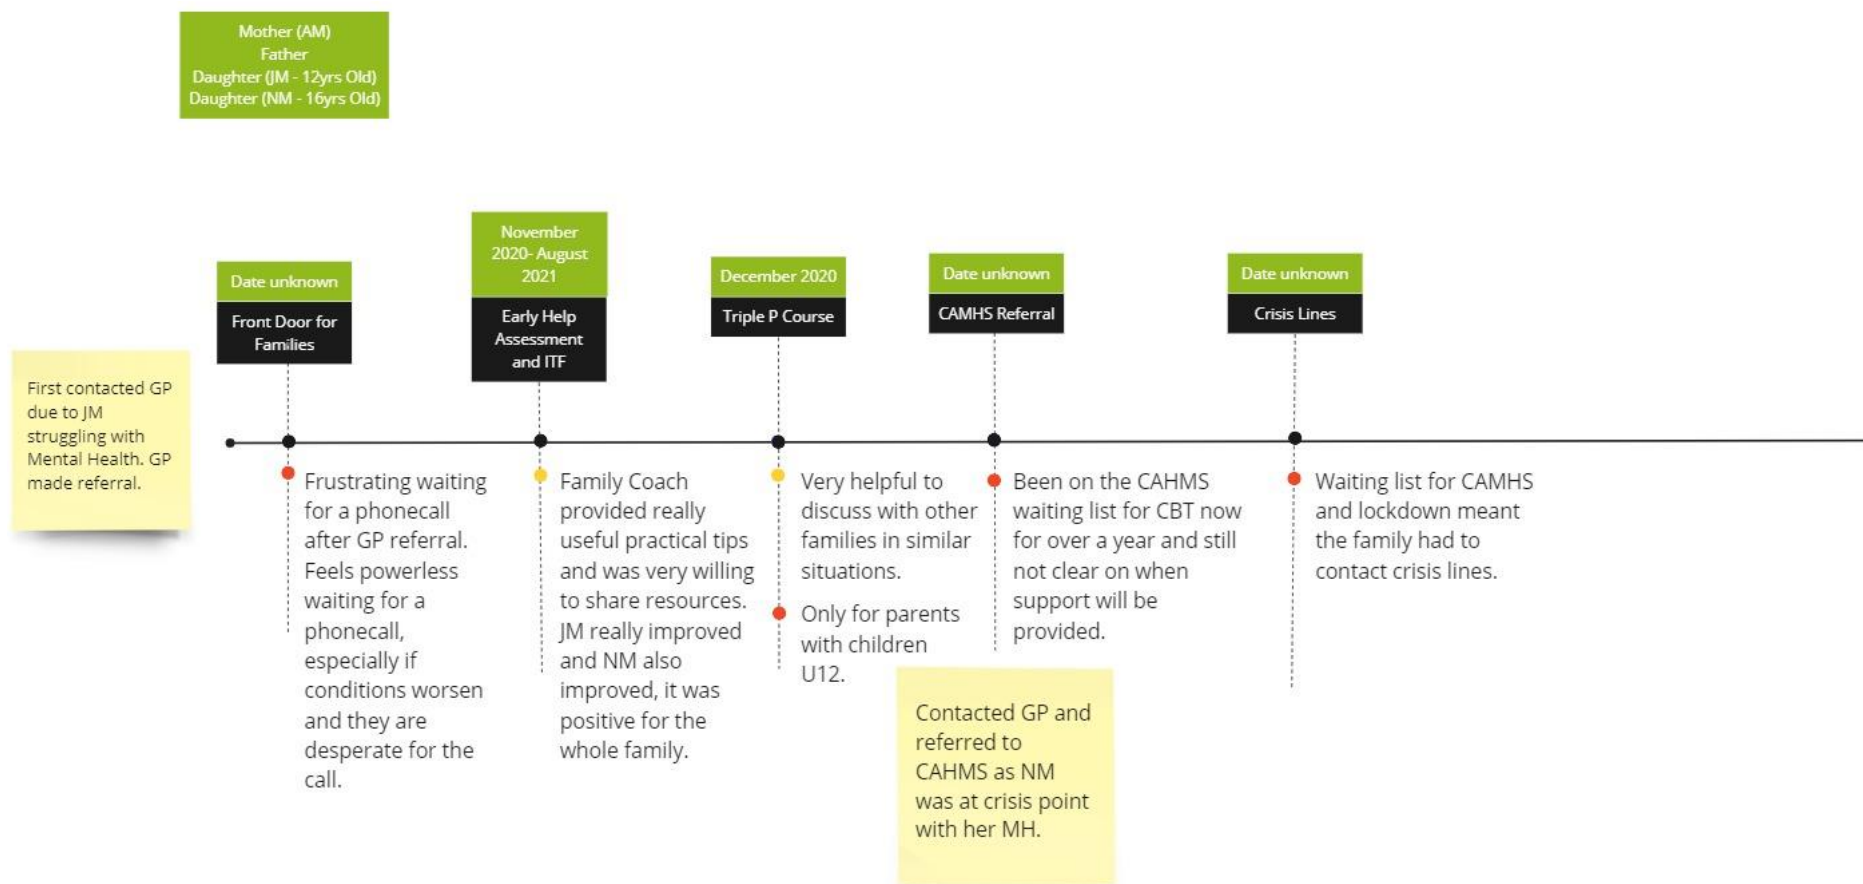 Mother (AM)
Father
Daughter (JM - 12yrs Old)
Daughter (NM - 16yrs Old)
First contacted GP
due to JM
struggling with
Mental Health. GP
made referral.
Date unknown
Front Door for
Families
Frustrating waiting
for a phonecall
after GP referral.
Feels powerless
waiting for a
phonecall,
especially if
conditions worsen
and they are
desperate for the
call.
November
2020- August
2021
Early Help
Assessment
and ITF
Family Coach
provided really
useful practical tips
and was very willing
to share resources.
JM really improved
and NM also
improved, it was
positive for the
whole family.
December 2020
Triple P Course
Very helpful to
discuss with other
families in similar
situations.
Only for parents
with children
U12.
Date unknown
CAMHS Referral
Been on the CAHMS
waiting list for CBT now
for over a year and still
not clear on when
support will be
provided.
Contacted GP and
referred to
CAHMS as NM
was at crisis point
with her MH.
Date unknown
Crisis Lines
Waiting list for CAMHS
and lockdown meant
the family had to
contact crisis lines.